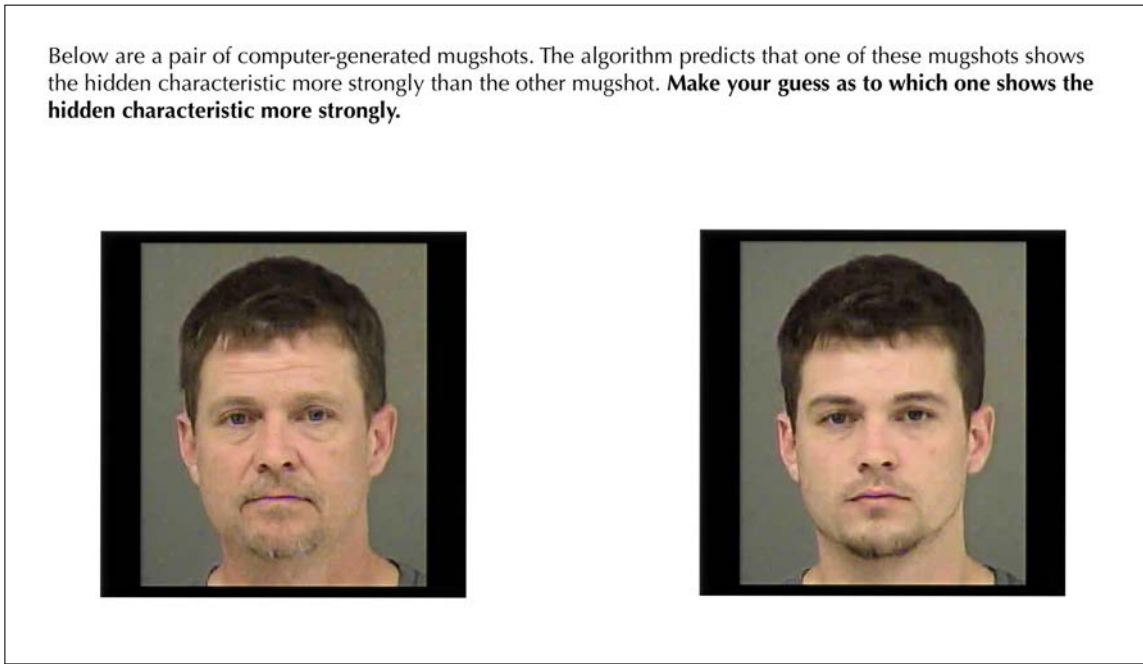 Below are a pair of computer-generated mugshots. The algorithm predicts that one of these mugshots shows
the hidden characteristic more strongly than the other mugshot. Make your guess as to which one shows the
hidden characteristic more strongly.